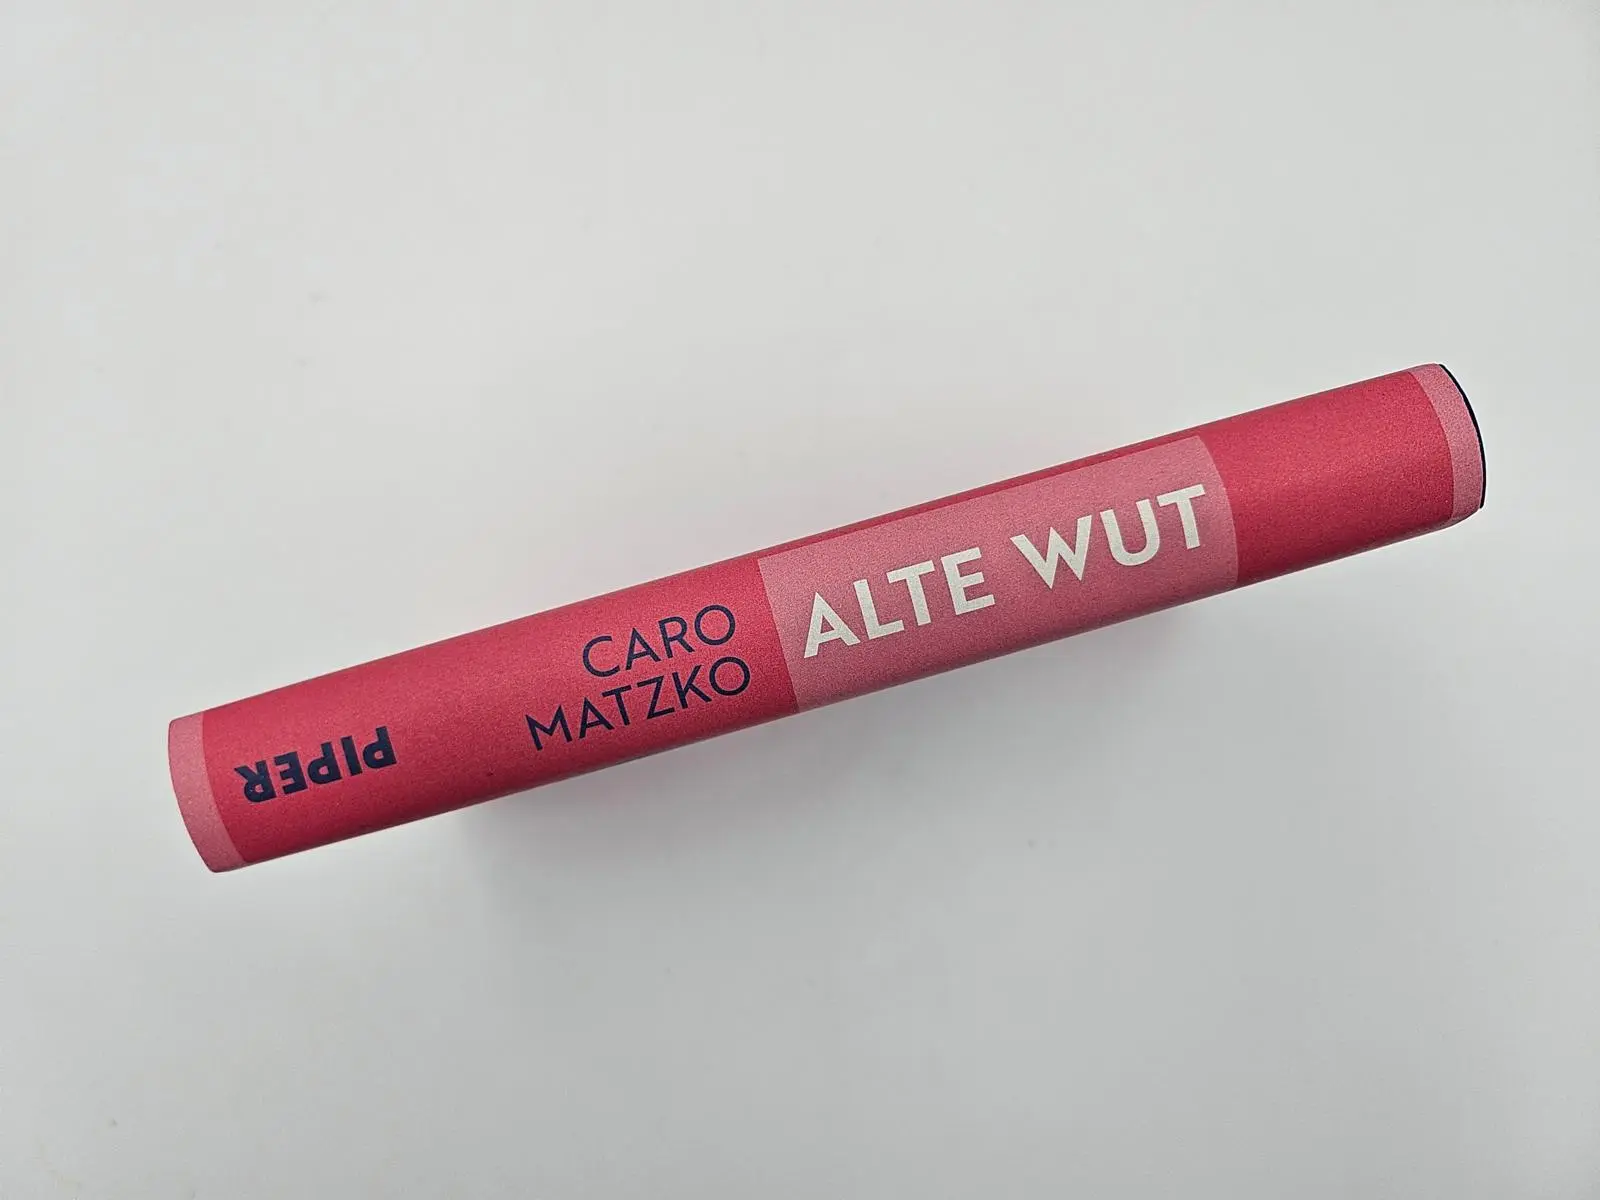 CARO
MATZKO
ALTE WUT
PIPER